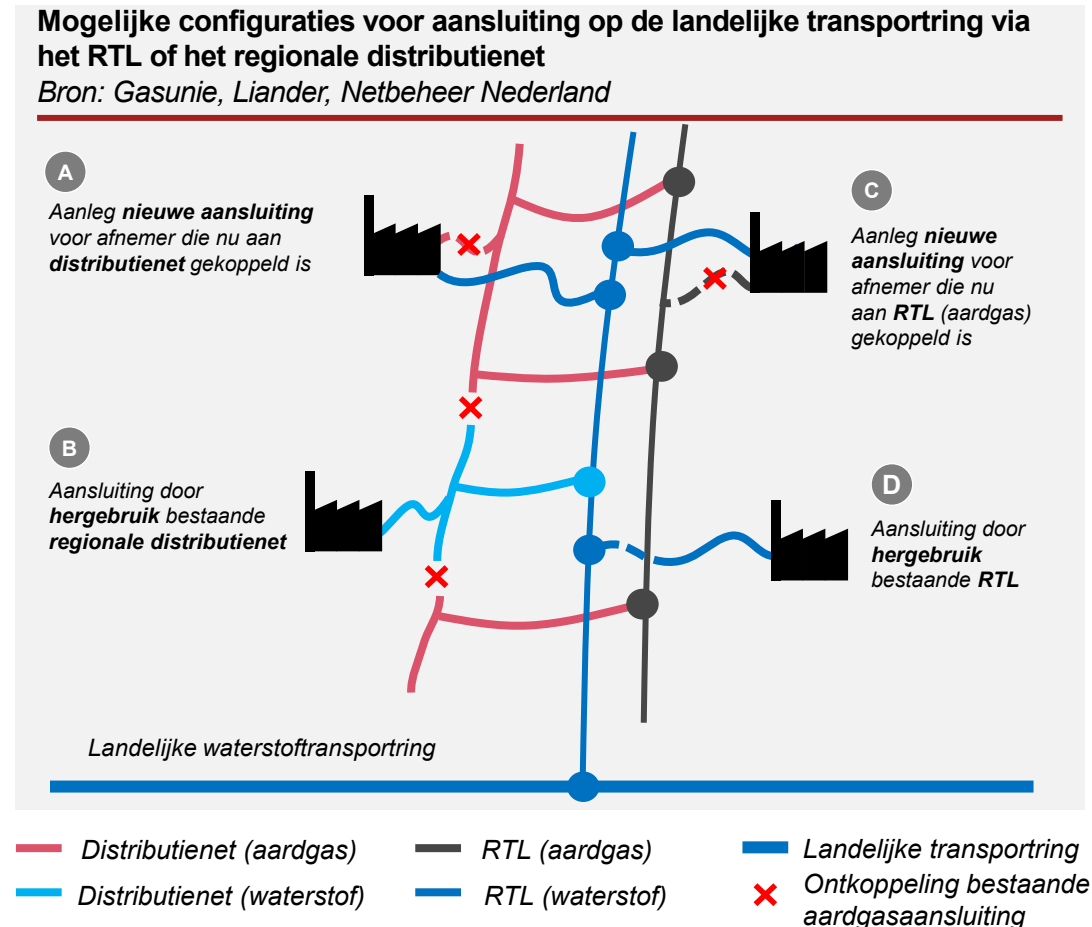 Mogelijke configuraties voor aansluiting op de landelijke transportring via
het RTL of het regionale distributienet
Bron: Gasunie, Liander, Netbeheer Nederland
A
Aanleg nieuwe aansluiting
voor afnemer die nu aan
distributienet gekoppeld is
C
Aanleg nieuwe
aansluiting voor
afnemer die nu
aan RTL (aardgas)
gekoppeld is
B
Aansluiting door
hergebruik bestaande
regionale distributienet
D
Aansluiting door
hergebruik
bestaande RTL
Landelijke waterstoftransportring
Distributienet (aardgas)
RTL (aardgas)
Landelijke transportring
Distributienet (waterstof)
RTL (waterstof)
Ontkoppeling bestaande
aardgasaansluiting